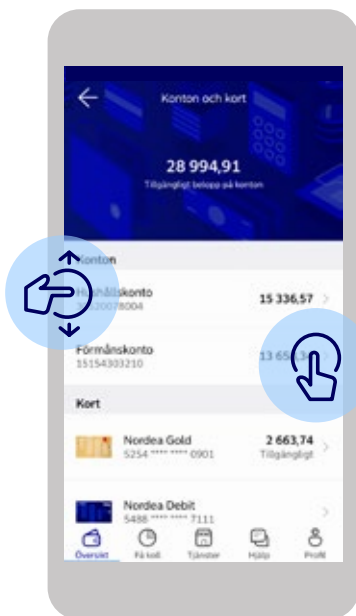 Konton och kort
28 994,91
Tillgängligt belopp på konton
Konton
15 336,57
Förmånskonto
15154303210
Kort
Nordea Gold 2 663,74
5254 **** **** 0901 Tillgängligt
Nordea Debit
5488 **** **** 7111
Översikt Få koll Tjänster Hjälp Profil